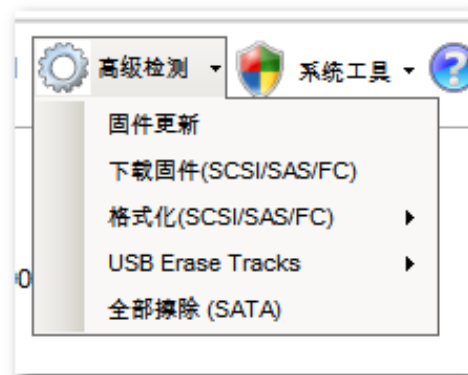 高级检测 系统工具
固件更新
下载固件(SCSI/SAS/FC)
格式化(SCSI/SAS/FC)
USB Erase Tracks
全部擦除 (SATA)